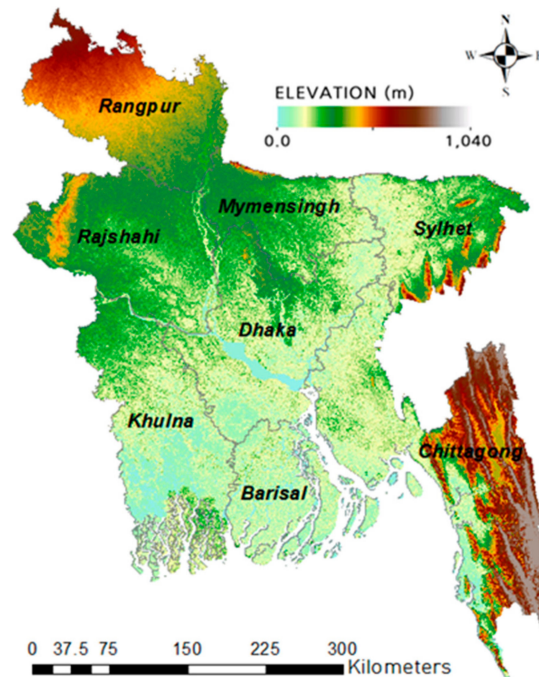 N
W E
S
ELEVATION (m)
0.0 1,040
Rangpur
Mymensingh
Sylhet
Rajshahi
Dhaka
Khulna
Chittagong
Barisal
0 37.5 75 150 225 300
Kilometers